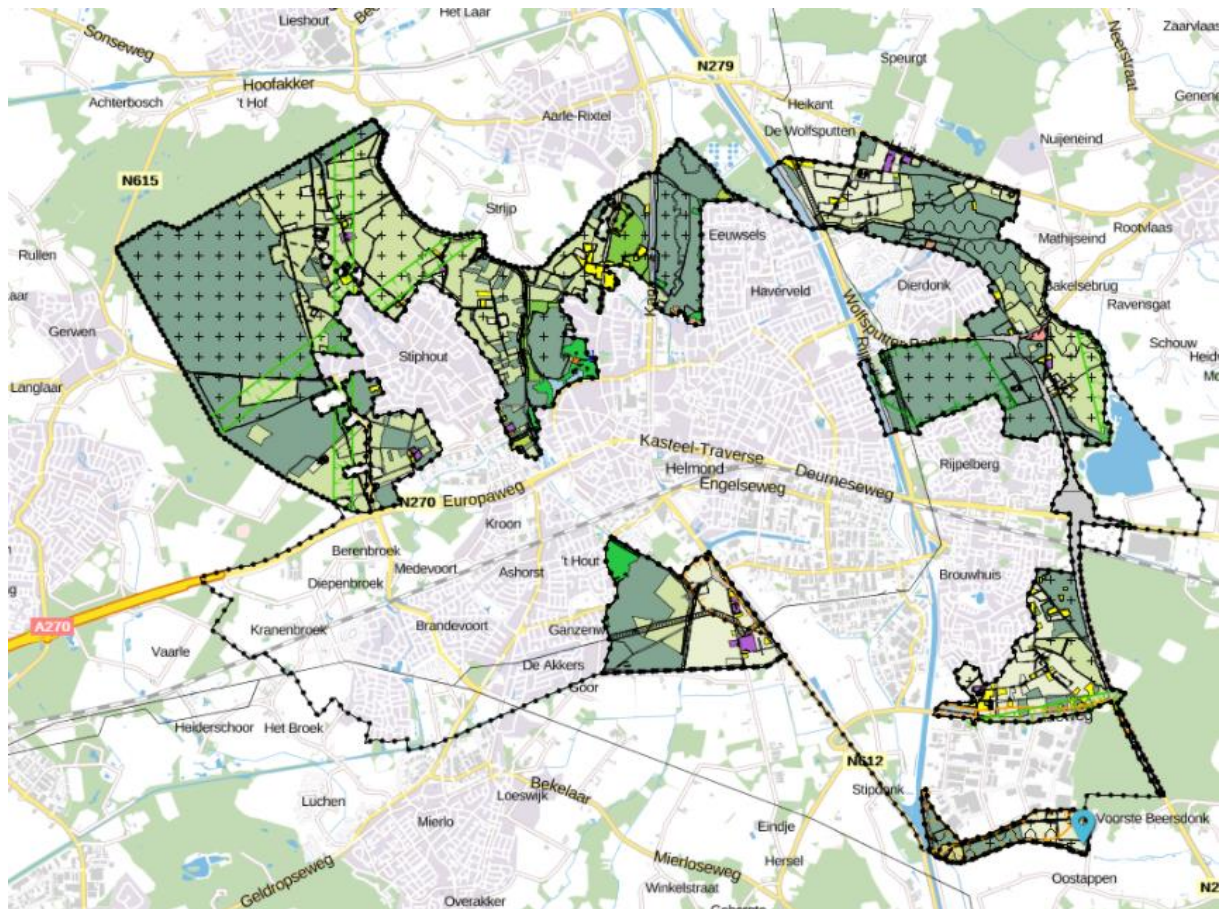 Lieshout
Het Laar
Sonseweg
Hoofakker
Achterbosch
't Hof
Aarle-Rixtel
N279
Speurgt
Neerstraat
Zaarvlaas
Heikant
De Wolfsputten
Nuijeneind
N615
Strijp
Eeuwsels
Mathijseind
Rootvlaas
Rullen
Haverveld
Dierdonk
Bakelsebrug
Ravensgat
Gerwen
Stiphout
Schouw
Langlaar
Kasteel-Traverse
Helmond
Deurneseweg
Rijpelberg
N270
Europaweg
Engelseweg
Kroon
Berenbroek
't Hout
Medevoort
Ashorst
Diepenbroek
Brouwhuis
A270
Kranenbroek
Brandevoort
Vaarle
De Akkers
Goor
Heiderschoor
Het Broek
N612
Stipdonk
Bekelaar
Loeswijk
Luchen
Mierlo
Voorste Beersdonk
Eindje
Hersel
Mierloseweg
Geldropseweg
Winkelstraat
Oostappen
Overakker